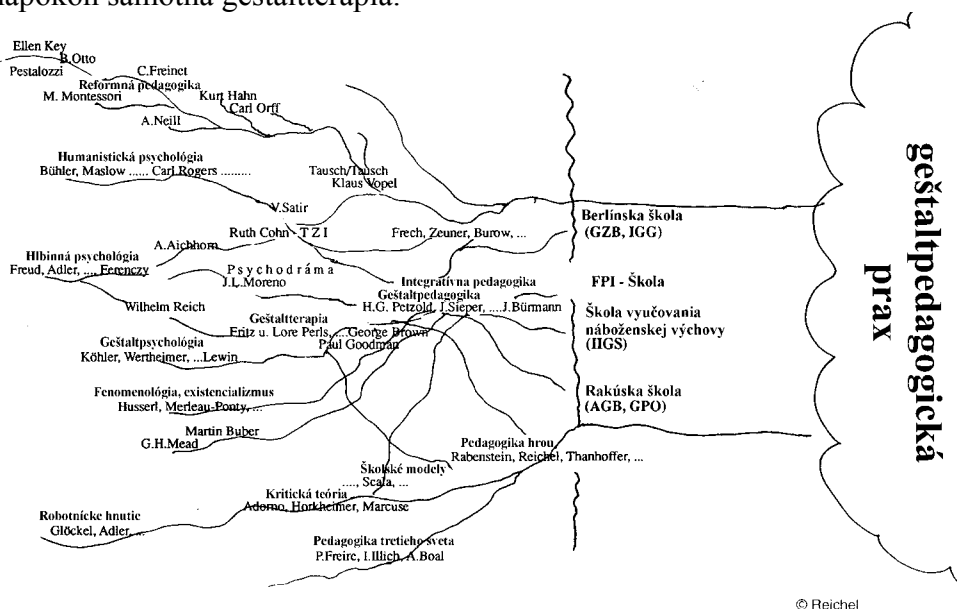 napokon samotná geštaltterapia.
Ellen Key
B.Otto
Pestalozzi
C.Freinet
Reformná pedagogika
M. Montessori
Kurt Hahn
Carl Orff
A.Neill
Humanistická psychológia
Bühler, Maslow ...... Carl Rogers .........
Tausch/Tausch
Klaus Vopel
V.Satir
Ruth Cohn - T Z I
Frech, Zeuner, Burow, ...
Berlínska škola
(GZB, IGG)
A.Aichhorn
Hlbinná psychológia
Freud, Adler, ...., Ferenczy
P s y c h o d r á m a
J.L.Moreno
Integratívna pedagogika
Geštaltpedagogika
H.G. Petzold, J.Sieper, ....J.Bürmann
FPI - Škola
Wilhelm Reich
Geštaltterapia
Fritz u. Lore Perls, ....George Brown
Paul Goodman
Škola vyučovania
náboženskej výchovy
(IIGS)
Geštaltpsychológia
Köhler, Wertheimer, ...Lewin
Fenomenológia, existencializmus
Husserl, Merleau-Ponty, ...
Rakúska škola
(AGB, GPO)
Martin Buber
G.H.Mead
Pedagogika hrou
Rabenstein, Reichel, Thanhoffer, ...
Školské modely
...., Scala, ...
Kritická teória
Adorno, Horkheimer, Marcuse
Robotnícke hnutie
Glöckel, Adler, ...
Pedagogika tretieho sveta
P.Freire, I.Illich, A.Boal
geštaltpedagogická
prax
© Reichel